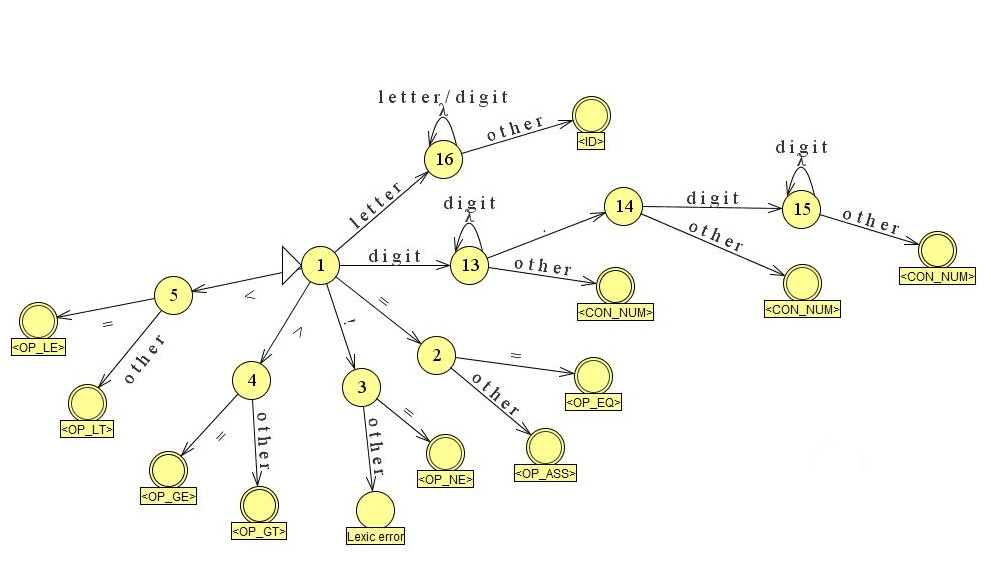 letter/digit
λ
16
other
<ID>
letter
digit
λ
15
other
<CON_NUM>
digit
14
other
<CON_NUM>
digit
λ
13
.
other
<CON_NUM>
digit
1
<
5
=
<OP_LE>
other
<OP_LT>
>
4
=
<OP_GE>
other
<OP_GT>
!
3
other
Lexic error
=
<OP_NE>
=
2
=
<OP_EQ>
other
<OP_ASS>